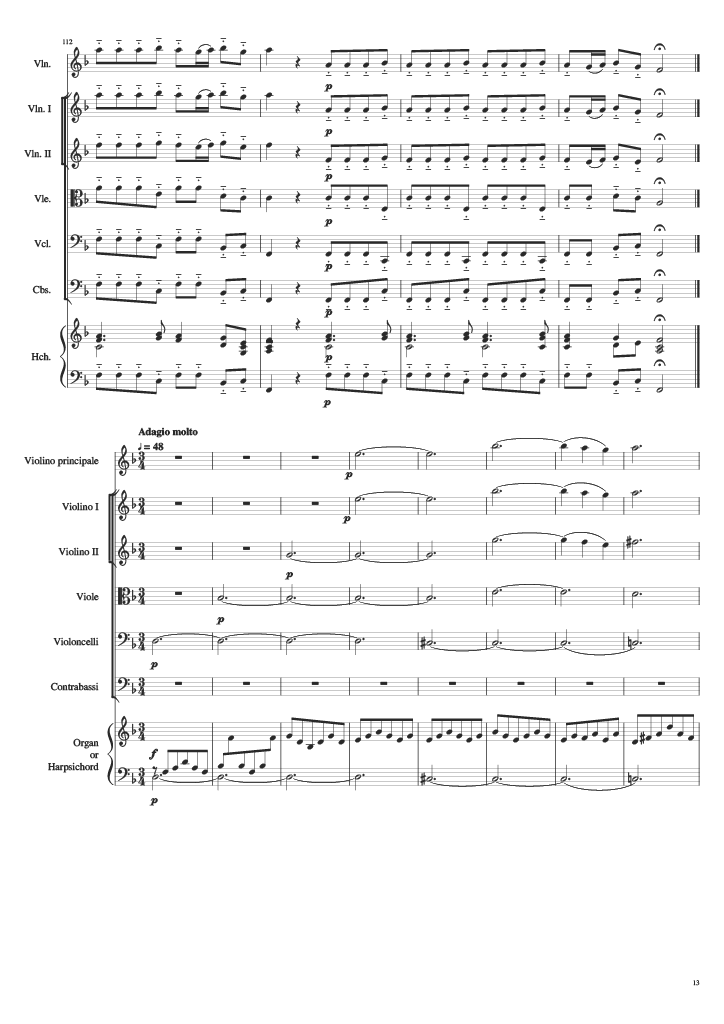 112
Vln.
Vln. I
p
Vln. II
p
Vle.
p
Vcl.
p
Cbs.
p
p
Hch.
p
p
Adagio molto
♩ = 48
Violino principale
p
Violino I
p
Violino II
p
Viole
p
Violoncelli
p
Contrabassi
Organ
or
Harpsichord
f
p
13